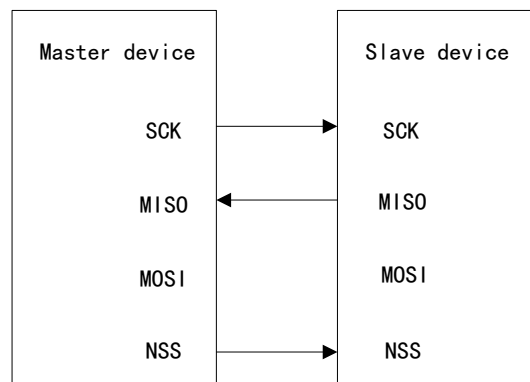 Master device
SCK
MISO
MOSI
NSS
Slave device
SCK
MISO
MOSI
NSS